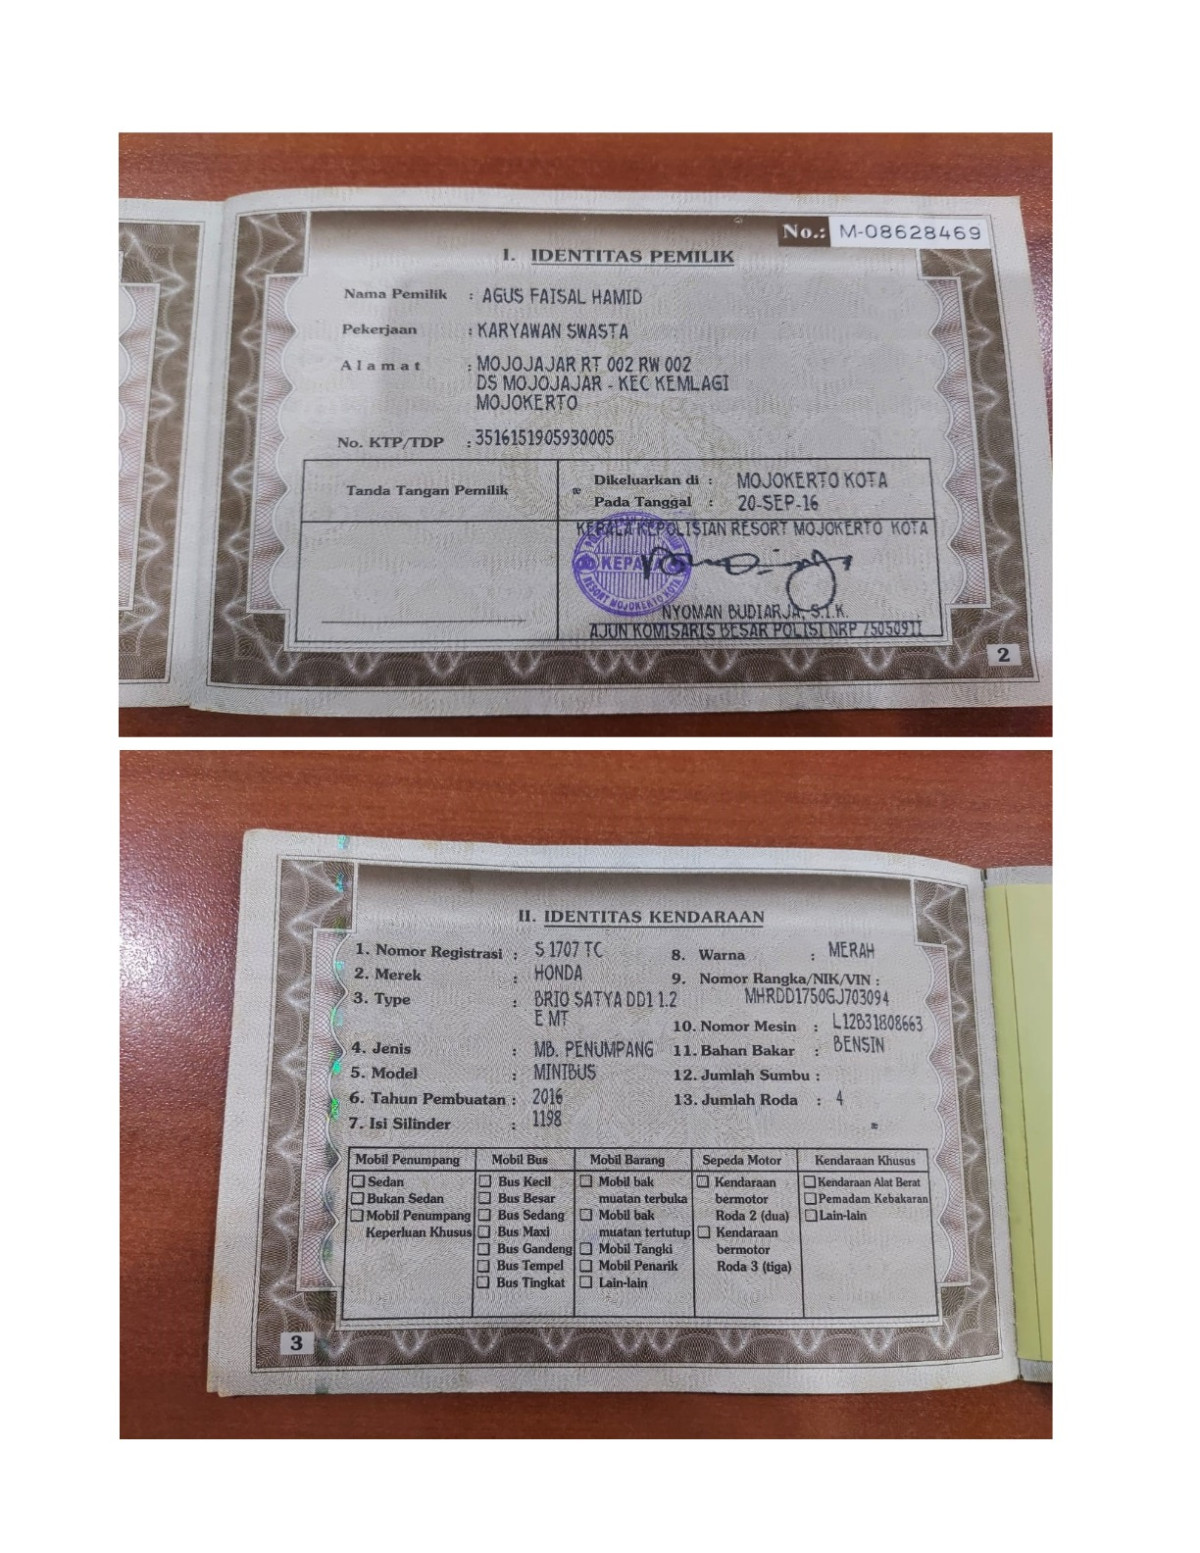 No.: M-08628469
I. IDENTITAS PEMILIK
Nama Pemilik : AGUS FAISAL HAMID
Pekerjaan : KARYAWAN SWASTA
Alamat : MOJOJAJAR RT 002 RW 002
DS MOJOJAJAR - KEC KEMLAGI
MOJOKERTO
No. KTP/TDP : 3516151905930005
Tanda Tangan Pemilik
Dikeluarkan di : MOJOKERTO KOTA
Pada Tanggal : 20-SEP-16
KEPALA KEPOLISIAN RESORT MOJOKERTO KOTA
RESORT MOJOKERTO KOTA
NYOMAN BUDIARJA, S.I.K.
AJUN KOMISARIS BESAR POLISI NRP 75050911
2
II. IDENTITAS KENDARAAN
1. Nomor Registrasi : S 1707 TC
2. Merek : HONDA
3. Type : BRIO SATYA DD1 1.2
E MT
4. Jenis : MB. PENUMPANG
5. Model : MINIBUS
6. Tahun Pembuatan : 2016
7. Isi Silinder : 1198
8. Warna : MERAH
9. Nomor Rangka/NIK/VIN :
MHRDD1750GJ703094
10. Nomor Mesin : L12B31808663
11. Bahan Bakar : BENSIN
12. Jumlah Sumbu :
13. Jumlah Roda : 4
Mobil Penumpang
Sedan
Bukan Sedan
Mobil Penumpang
Keperluan Khusus
Mobil Bus
Bus Kecil
Bus Besar
Bus Sedang
Bus Maxi
Bus Gandeng
Bus Tempel
Bus Tingkat
Mobil Barang
Mobil bak
muatan terbuka
Mobil bak
muatan tertutup
Mobil Tangki
Mobil Penarik
Lain-lain
Sepeda Motor
Kendaraan
bermotor
Roda 2 (dua)
Kendaraan
bermotor
Roda 3 (tiga)
Kendaraan Khusus
Kendaraan Alat Berat
Pemadam Kebakaran
Lain-lain
3